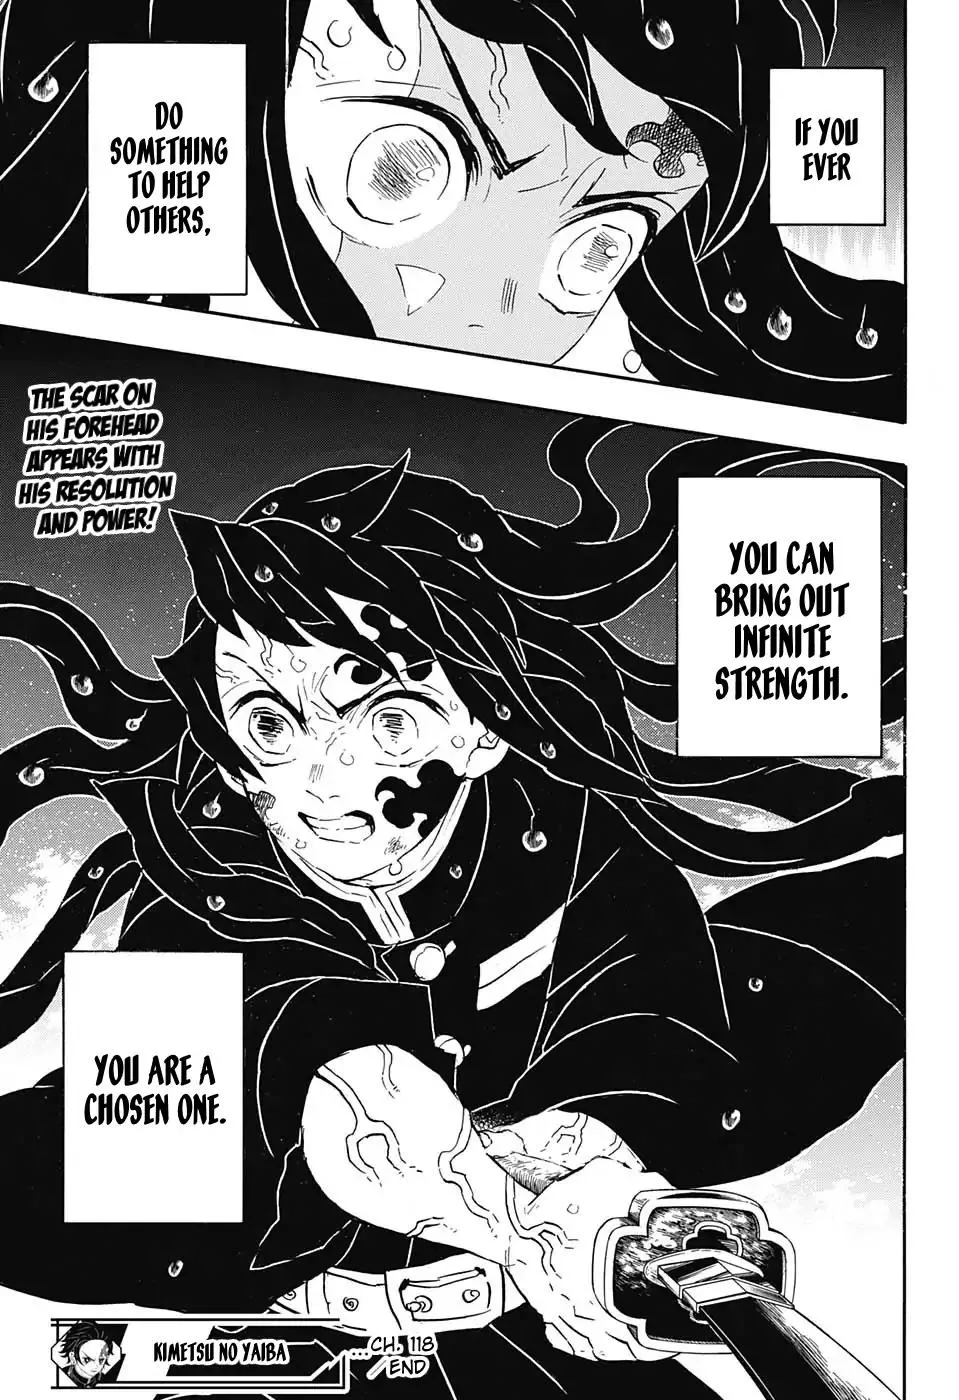 IF YOU
EVER
DO
SOMETHING
TO HELP
OTHERS,
THE SCAR ON
HIS FOREHEAD
APPEARS WITH
HIS RESOLUTION
AND POWER!
YOU CAN
BRING OUT
INFINITE
STRENGTH.
YOU ARE A
CHOSEN ONE.
KIMETSU NO YAIBA
...CH. 118
/END